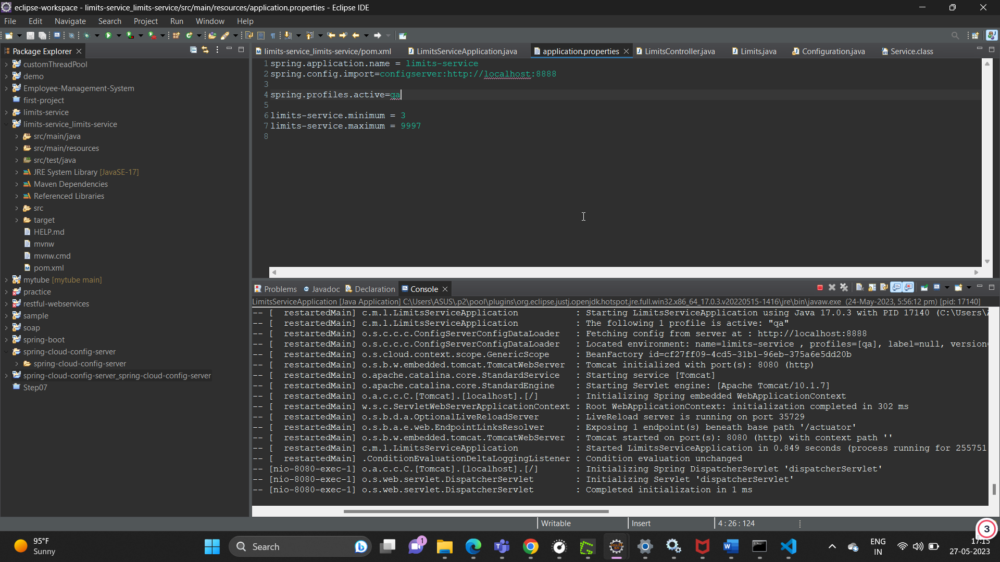 eclipse-workspace - limits-service_limits-service/src/main/resources/application.properties - Eclipse IDE
File Edit Navigate Search Project Run Window Help
Package Explorer
limits-service_limits-service/pom.xml LimitsServiceApplication.java application.properties LimitsController.java Limits.java Configuration.java Service.class
customThreadPool
demo
Employee-Management-System
first-project
limits-service
limits-service_limits-service
src/main/java
src/main/resources
src/test/java
JRE System Library [JavaSE-17]
Maven Dependencies
Referenced Libraries
src
target
HELP.md
mvnw
mvnw.cmd
pom.xml
mytube [mytube main]
practice
restful-webservices
sample
soap
spring-boot
spring-cloud-config-server
spring-cloud-config-server
spring-cloud-config-server_spring-cloud-config-server
Step07
1 spring.application.name = limits-service
2 spring.config.import=configserver:http://localhost:8888
3
4 spring.profiles.active=qa
5
6 limits-service.minimum = 3
7 limits-service.maximum = 9997
8
Problems Javadoc Declaration Console
LimitsServiceApplication [Java Application] C:\Users\ASUS\.p2\pool\plugins\org.eclipse.justj.openjdk.hotspot.jre.full.win32.x86_64_17.0.3.v20220515-1416\jre\bin\javaw.exe (24-May-2023, 5:56:12 pm) [pid: 17140]
-- [  restartedMain] c.m.l.LimitsServiceApplication : Starting LimitsServiceApplication using Java 17.0.3 with PID 17140 (C:\Users\
-- [  restartedMain] c.m.l.LimitsServiceApplication : The following 1 profile is active: "qa"
-- [  restartedMain] o.s.c.c.c.ConfigServerConfigDataLoader : Fetching config from server at : http://localhost:8888
-- [  restartedMain] o.s.c.c.c.ConfigServerConfigDataLoader : Located environment: name=limits-service , profiles=[qa], label=null, version=
-- [  restartedMain] o.s.cloud.context.scope.GenericScope : BeanFactory id=cf27ff09-4cd5-31b1-96eb-375a6e5dd20b
-- [  restartedMain] o.s.b.w.embedded.tomcat.TomcatWebServer : Tomcat initialized with port(s): 8080 (http)
-- [  restartedMain] o.apache.catalina.core.StandardService : Starting service [Tomcat]
-- [  restartedMain] o.apache.catalina.core.StandardEngine : Starting Servlet engine: [Apache Tomcat/10.1.7]
-- [  restartedMain] o.a.c.c.C.[Tomcat].[localhost].[/] : Initializing Spring embedded WebApplicationContext
-- [  restartedMain] w.s.c.ServletWebServerApplicationContext : Root WebApplicationContext: initialization completed in 302 ms
-- [  restartedMain] o.s.b.d.a.OptionalLiveReloadServer : LiveReload server is running on port 35729
-- [  restartedMain] o.s.b.a.e.web.EndpointLinksResolver : Exposing 1 endpoint(s) beneath base path '/actuator'
-- [  restartedMain] o.s.b.w.embedded.tomcat.TomcatWebServer : Tomcat started on port(s): 8080 (http) with context path ''
-- [  restartedMain] c.m.l.LimitsServiceApplication : Started LimitsServiceApplication in 0.849 seconds (process running for 255751
-- [  restartedMain] .ConditionEvaluationDeltaLoggingListener : Condition evaluation unchanged
-- [nio-8080-exec-1] o.a.c.c.C.[Tomcat].[localhost].[/] : Initializing Spring DispatcherServlet 'dispatcherServlet'
-- [nio-8080-exec-1] o.s.web.servlet.DispatcherServlet : Initializing Servlet 'dispatcherServlet'
-- [nio-8080-exec-1] o.s.web.servlet.DispatcherServlet : Completed initialization in 1 ms
Writable Insert 4 : 26 : 124
3
95°F
Sunny
Search
1
ENG
IN
17:15
27-05-2023